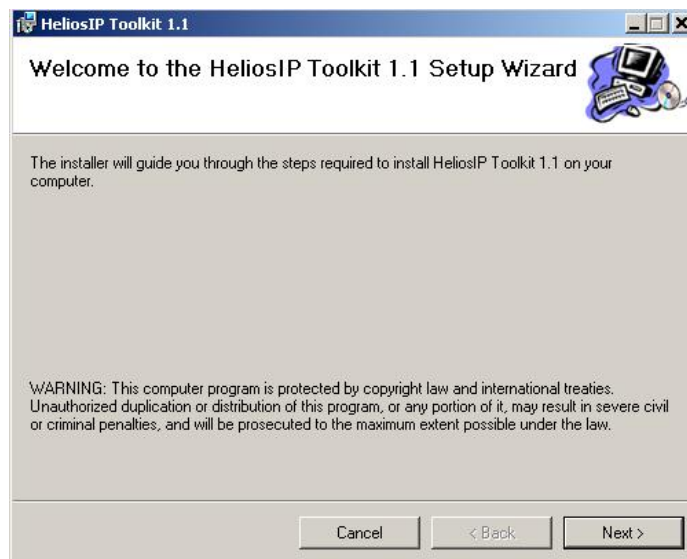 HeliosIP Toolkit 1.1
Welcome to the HeliosIP Toolkit 1.1 Setup Wizard
The installer will guide you through the steps required to install HeliosIP Toolkit 1.1 on your
computer.
WARNING: This computer program is protected by copyright law and international treaties.
Unauthorized duplication or distribution of this program, or any portion of it, may result in severe civil
or criminal penalties, and will be prosecuted to the maximum extent possible under the law.
Cancel
< Back
Next >